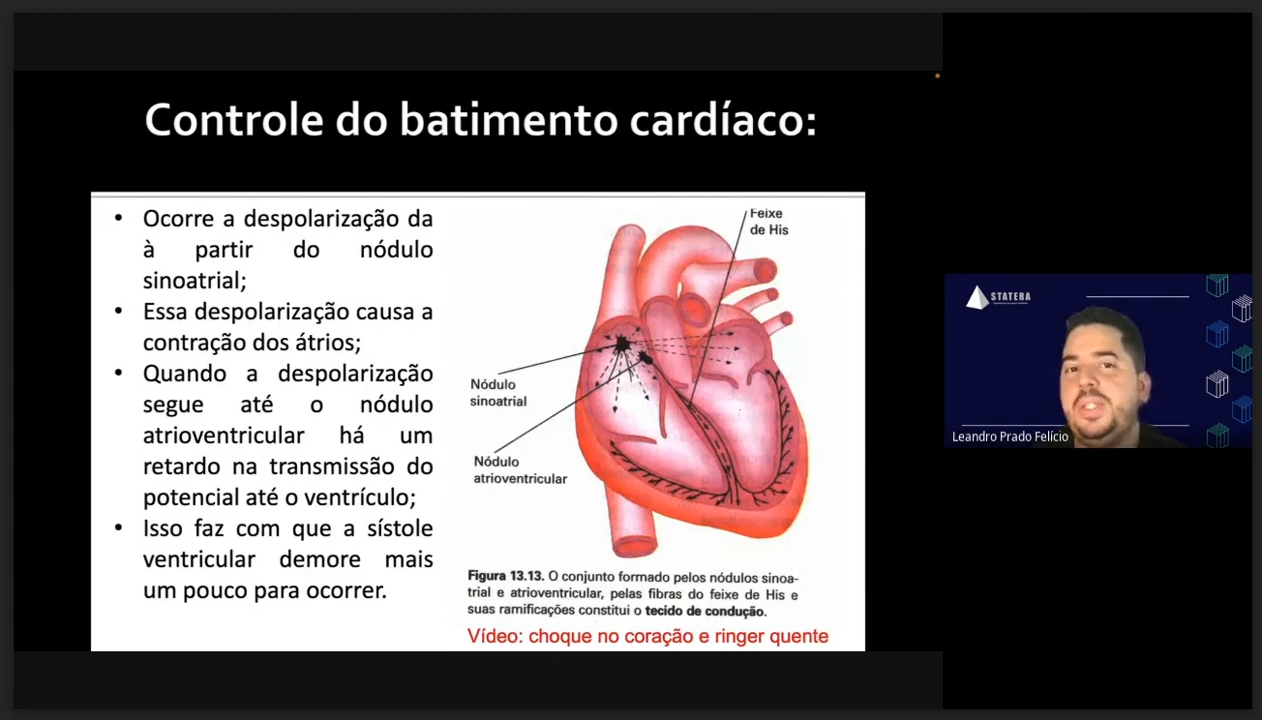 Controle do batimento cardíaco:
• Ocorre a despolarização da
à partir do nódulo
sinoatrial;
• Essa despolarização causa a
contração dos átrios;
• Quando a despolarização
segue até o nódulo
atrioventricular há um
retardo na transmissão do
potencial até o ventrículo;
• Isso faz com que a sístole
ventricular demore mais
um pouco para ocorrer.
Feixe
de His
Nódulo
sinoatrial
Nódulo
atrioventricular
Figura 13.13. O conjunto formado pelos nódulos sinoa-
trial e atrioventricular, pelas fibras do feixe de His e
suas ramificações constitui o tecido de condução.
Vídeo: choque no coração e ringer quente
STATERA
Leandro Prado Felício